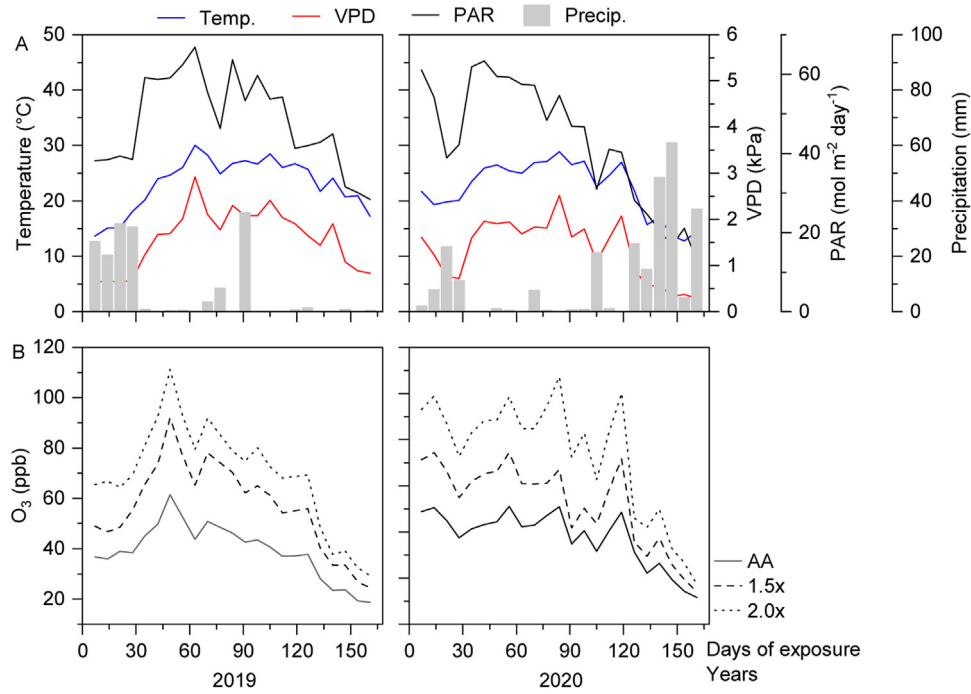 Temp. VPD PAR Precip.
A
Temperature (°C)
50
40
30
20
10
0
VPD (kPa)
6
5
4
3
2
1
0
PAR (mol m⁻² day⁻¹)
60
40
20
0
Precipitation (mm)
100
80
60
40
20
0
B
O₃ (ppb)
120
100
80
60
40
20
AA
1.5x
2.0x
0 30 60 90 120 150 0 30 60 90 120 150 Days of exposure
2019 2020 Years